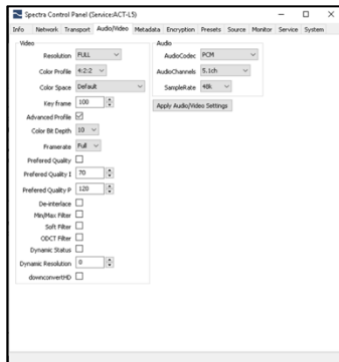 Spectra Control Panel (Service:ACT-L5)
Info Network Transport Audio/Video Metadata Encryption Presets Source Monitor Service System
Video
Resolution FULL
Color Profile 4:2:2
Color Space Default
Key frame 100
Advanced Profile
Color Bit Depth 10
Framerate Full
Prefered Quality
Prefered Quality I 70
Prefered Quality P 120
De-interlace
Min/Max Filter
Soft Filter
ODCT Filter
Dynamic Status
Dynamic Resolution 0
downconvertHD
Audio
AudioCodec PCM
AudioChannels 5.1ch
SampleRate 48k
Apply Audio/Video Settings